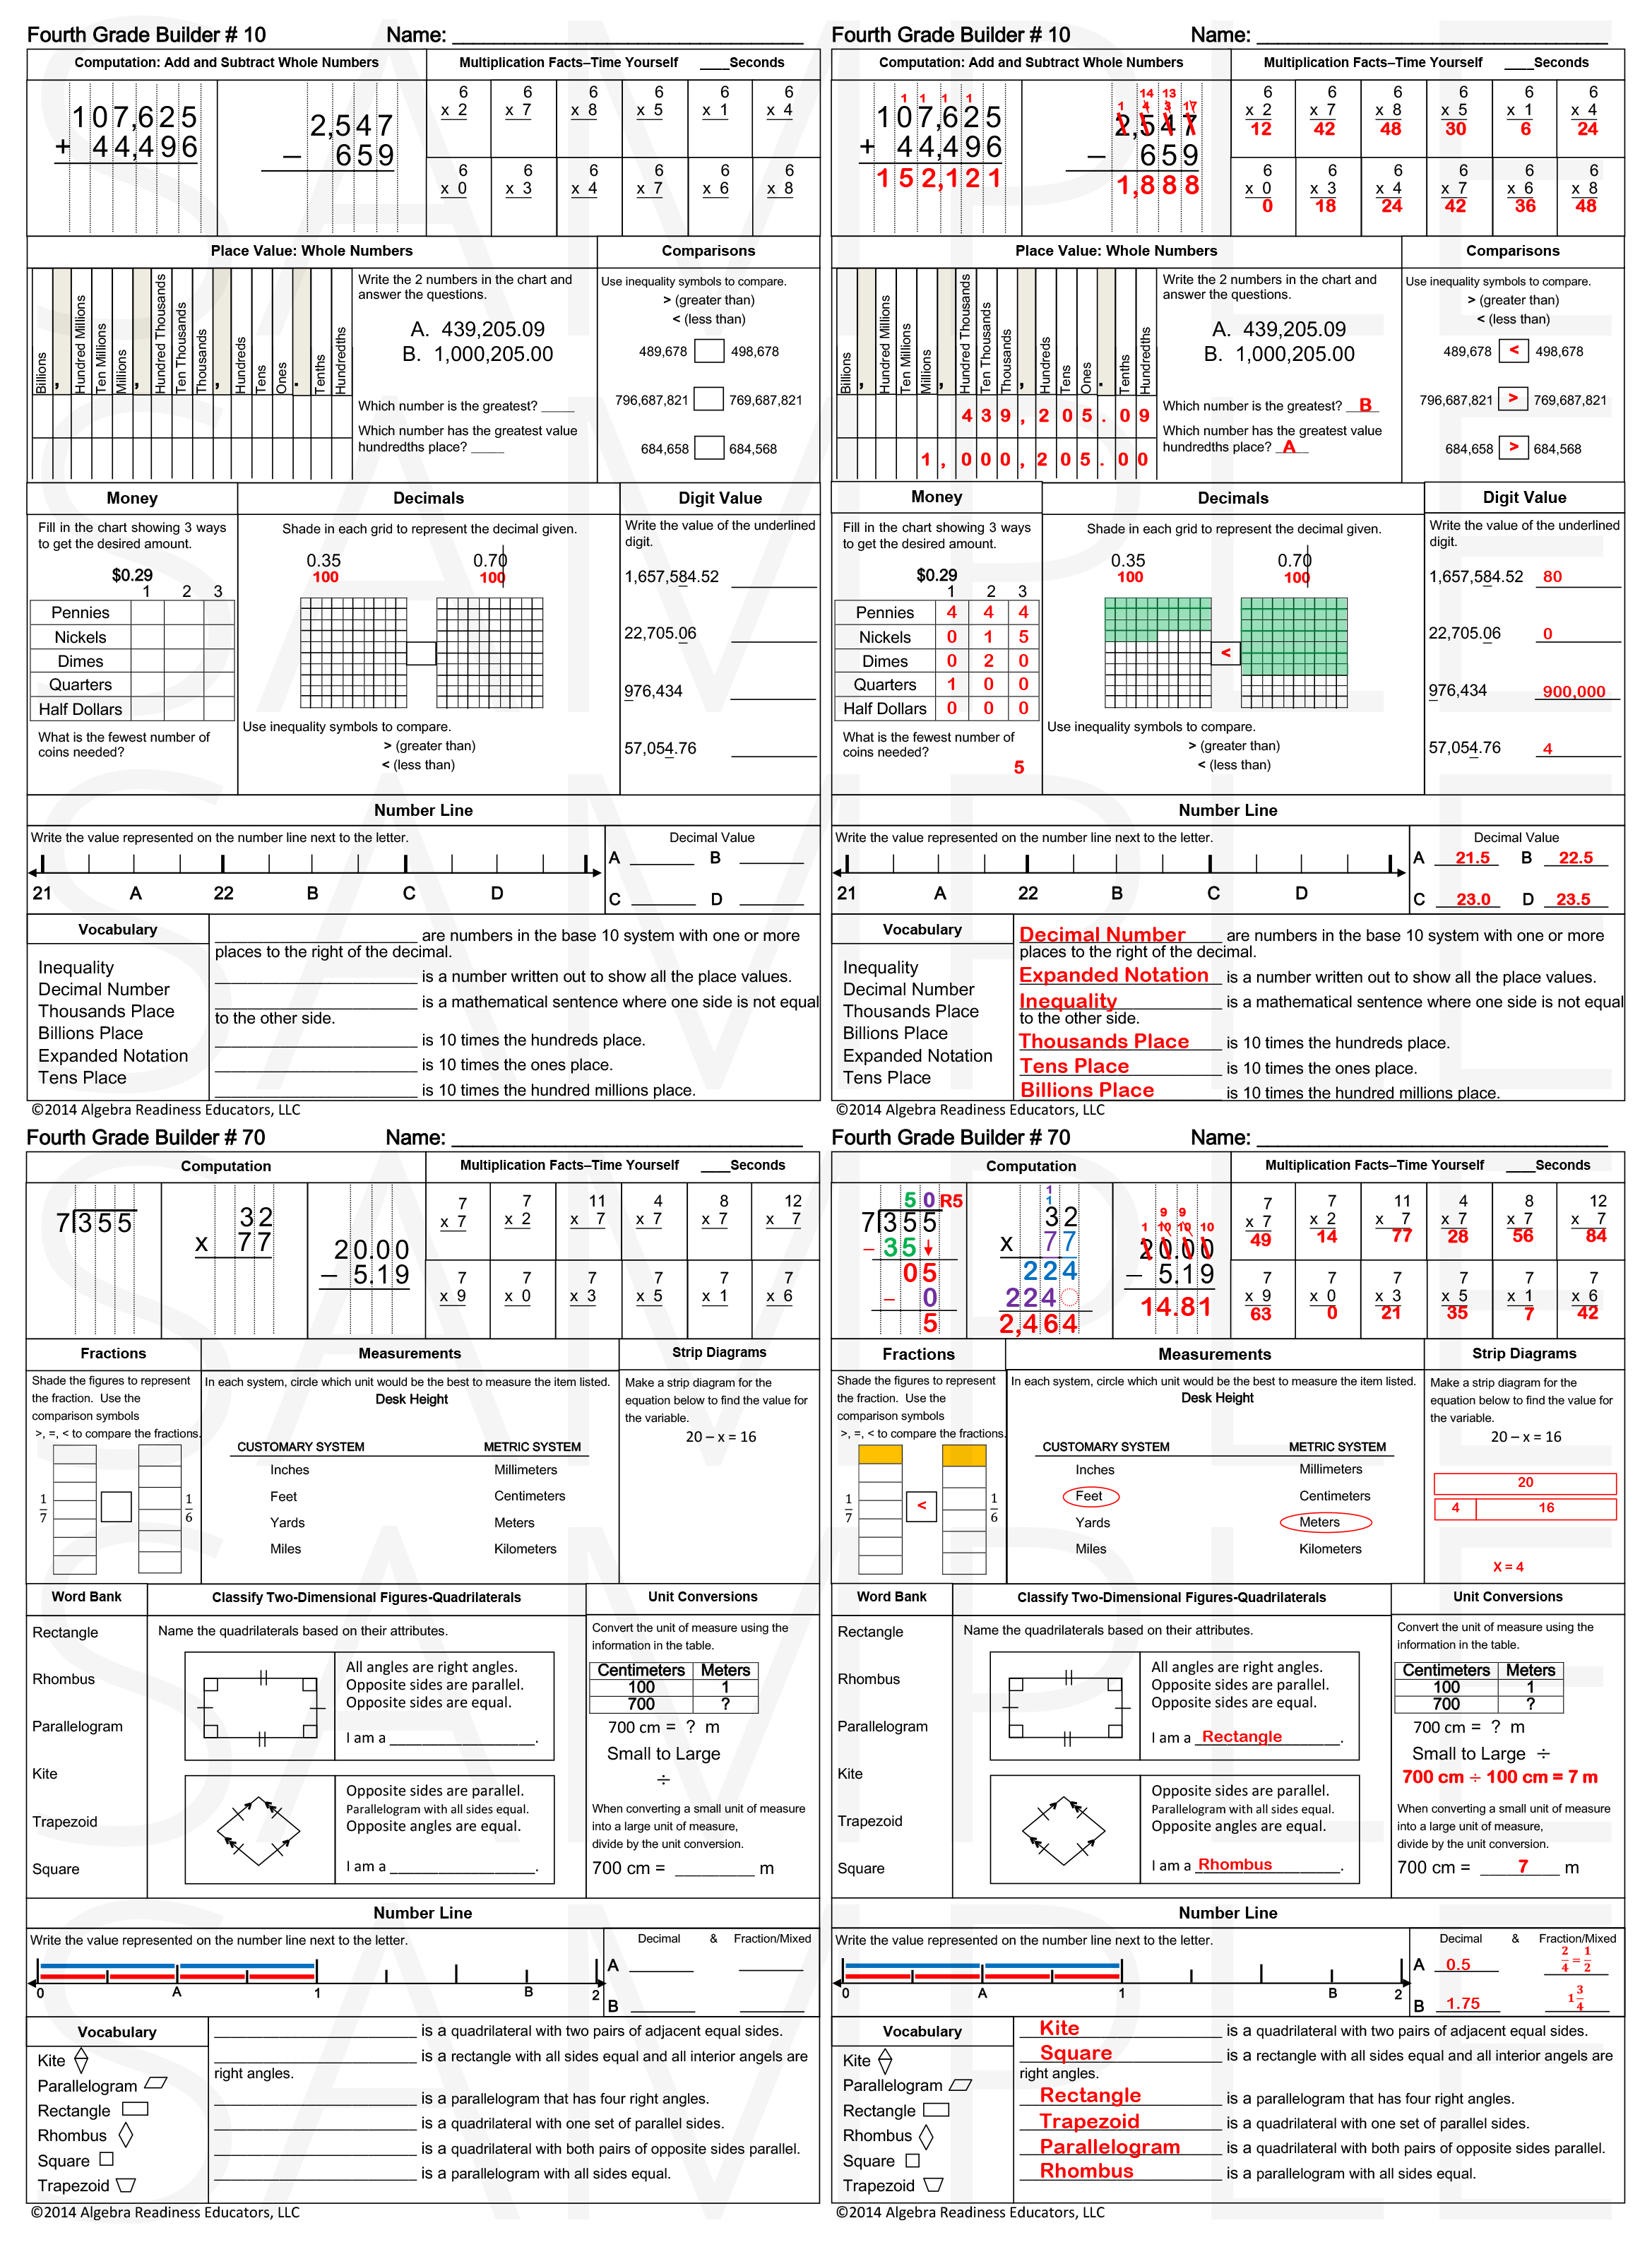 SAMPLE
Fourth Grade Builder # 10 Name: ______________________________
Computation: Add and Subtract Whole Numbers
107,625
+ 44,496
2,547
– 659
Multiplication Facts–Time Yourself ____Seconds
6 6 6 6 6 6
x 2 x 7 x 8 x 5 x 1 x 4
6 6 6 6 6 6
x 0 x 3 x 4 x 7 x 6 x 8
Place Value: Whole Numbers
Billions , Hundred Millions Ten Millions Millions , Hundred Thousands Ten Thousands Thousands , Hundreds Tens Ones . Tenths Hundredths
Write the 2 numbers in the chart and
answer the questions.
A. 439,205.09
B. 1,000,205.00
Which number is the greatest? ____
Which number has the greatest value
hundredths place? ____
Comparisons
Use inequality symbols to compare.
> (greater than)
< (less than)
489,678 498,678
796,687,821 769,687,821
684,658 684,568
Money
Fill in the chart showing 3 ways
to get the desired amount.
$0.29
1 2 3
Pennies
Nickels
Dimes
Quarters
Half Dollars
What is the fewest number of
coins needed?
Decimals
Shade in each grid to represent the decimal given.
0.35 0.70
100 100
Use inequality symbols to compare.
> (greater than)
< (less than)
Digit Value
Write the value of the underlined
digit.
1,657,584.52 __________
22,705.06 __________
976,434 __________
57,054.76 __________
Number Line
Write the value represented on the number line next to the letter.
21 A 22 B C D
Decimal Value
A ________ B ________
C ________ D ________
Vocabulary
Inequality
Decimal Number
Thousands Place
Billions Place
Expanded Notation
Tens Place
____________________ are numbers in the base 10 system with one or more
places to the right of the decimal.
____________________ is a number written out to show all the place values.
____________________ is a mathematical sentence where one side is not equal
to the other side.
____________________ is 10 times the hundreds place.
____________________ is 10 times the ones place.
____________________ is 10 times the hundred millions place.
©2014 Algebra Readiness Educators, LLC
Fourth Grade Builder # 10 Name: ______________________________
Computation: Add and Subtract Whole Numbers
1 1 1 1
107,625
+ 44,496
152,121
14 13
1 4 3 17
2,547
– 659
1,888
Multiplication Facts–Time Yourself ____Seconds
6 6 6 6 6 6
x 2 x 7 x 8 x 5 x 1 x 4
12 42 48 30 6 24
6 6 6 6 6 6
x 0 x 3 x 4 x 7 x 6 x 8
0 18 24 42 36 48
Place Value: Whole Numbers
Billions , Hundred Millions Ten Millions Millions , Hundred Thousands Ten Thousands Thousands , Hundreds Tens Ones . Tenths Hundredths
439,205.09
1,000,205.00
Write the 2 numbers in the chart and
answer the questions.
A. 439,205.09
B. 1,000,205.00
Which number is the greatest? B
Which number has the greatest value
hundredths place? A
Comparisons
Use inequality symbols to compare.
> (greater than)
< (less than)
489,678 < 498,678
796,687,821 > 769,687,821
684,658 > 684,568
Money
Fill in the chart showing 3 ways
to get the desired amount.
$0.29
1 2 3
Pennies 4 4 4
Nickels 0 1 5
Dimes 0 2 0
Quarters 1 0 0
Half Dollars 0 0 0
What is the fewest number of
coins needed?
5
Decimals
Shade in each grid to represent the decimal given.
0.35 0.70
100 100
<
Use inequality symbols to compare.
> (greater than)
< (less than)
Digit Value
Write the value of the underlined
digit.
1,657,584.52 80
22,705.06 0
976,434 900,000
57,054.76 4
Number Line
Write the value represented on the number line next to the letter.
21 A 22 B C D
Decimal Value
A 21.5 B 22.5
C 23.0 D 23.5
Vocabulary
Inequality
Decimal Number
Thousands Place
Billions Place
Expanded Notation
Tens Place
Decimal Number are numbers in the base 10 system with one or more
places to the right of the decimal.
Expanded Notation is a number written out to show all the place values.
Inequality is a mathematical sentence where one side is not equal
to the other side.
Thousands Place is 10 times the hundreds place.
Tens Place is 10 times the ones place.
Billions Place is 10 times the hundred millions place.
©2014 Algebra Readiness Educators, LLC
Fourth Grade Builder # 70 Name: ______________________________
Computation
7 355
32
x 77
20.00
– 5.19
Multiplication Facts–Time Yourself ____Seconds
7 7 11 4 8 12
x 7 x 2 x 7 x 7 x 7 x 7
7 7 7 7 7 7
x 9 x 0 x 3 x 5 x 1 x 6
Fractions
Shade the figures to represent
the fraction. Use the
comparison symbols
>, =, < to compare the fractions.
1/7 1/6
Measurements
In each system, circle which unit would be the best to measure the item listed.
Desk Height
CUSTOMARY SYSTEM METRIC SYSTEM
Inches Millimeters
Feet Centimeters
Yards Meters
Miles Kilometers
Strip Diagrams
Make a strip diagram for the
equation below to find the value for
the variable.
20 – x = 16
Word Bank
Rectangle
Rhombus
Parallelogram
Kite
Trapezoid
Square
Classify Two-Dimensional Figures-Quadrilaterals
Name the quadrilaterals based on their attributes.
All angles are right angles.
Opposite sides are parallel.
Opposite sides are equal.
I am a __________________.
Opposite sides are parallel.
Parallelogram with all sides equal.
Opposite angles are equal.
I am a __________________.
Unit Conversions
Convert the unit of measure using the
information in the table.
Centimeters Meters
100 1
700 ?
700 cm = ? m
Small to Large
÷
When converting a small unit of measure
into a large unit of measure,
divide by the unit conversion.
700 cm = ________ m
Number Line
Write the value represented on the number line next to the letter.
0 A 1 B 2
Decimal & Fraction/Mixed
A ________ ________
B ________ ________
Vocabulary
Kite
Parallelogram
Rectangle
Rhombus
Square
Trapezoid
____________________ is a quadrilateral with two pairs of adjacent equal sides.
____________________ is a rectangle with all sides equal and all interior angels are
right angles.
____________________ is a parallelogram that has four right angles.
____________________ is a quadrilateral with one set of parallel sides.
____________________ is a quadrilateral with both pairs of opposite sides parallel.
____________________ is a parallelogram with all sides equal.
©2014 Algebra Readiness Educators, LLC
Fourth Grade Builder # 70 Name: ______________________________
Computation
50 R5
7 355
– 35
05
– 0
5
1
1
32
x 77
224
224
2,464
9 9
1 10 10 10
20.00
– 5.19
14.81
Multiplication Facts–Time Yourself ____Seconds
7 7 11 4 8 12
x 7 x 2 x 7 x 7 x 7 x 7
49 14 77 28 56 84
7 7 7 7 7 7
x 9 x 0 x 3 x 5 x 1 x 6
63 0 21 35 7 42
Fractions
Shade the figures to represent
the fraction. Use the
comparison symbols
>, =, < to compare the fractions.
1/7 < 1/6
Measurements
In each system, circle which unit would be the best to measure the item listed.
Desk Height
CUSTOMARY SYSTEM METRIC SYSTEM
Inches Millimeters
Feet Centimeters
Yards Meters
Miles Kilometers
Strip Diagrams
Make a strip diagram for the
equation below to find the value for
the variable.
20 – x = 16
20
4 16
X = 4
Word Bank
Rectangle
Rhombus
Parallelogram
Kite
Trapezoid
Square
Classify Two-Dimensional Figures-Quadrilaterals
Name the quadrilaterals based on their attributes.
All angles are right angles.
Opposite sides are parallel.
Opposite sides are equal.
I am a Rectangle.
Opposite sides are parallel.
Parallelogram with all sides equal.
Opposite angles are equal.
I am a Rhombus.
Unit Conversions
Convert the unit of measure using the
information in the table.
Centimeters Meters
100 1
700 ?
700 cm = ? m
Small to Large ÷
700 cm ÷ 100 cm = 7 m
When converting a small unit of measure
into a large unit of measure,
divide by the unit conversion.
700 cm = 7 m
Number Line
Write the value represented on the number line next to the letter.
0 A 1 B 2
Decimal & Fraction/Mixed
A 0.5 2/4 = 1/2
B 1.75 1 3/4
Vocabulary
Kite
Parallelogram
Rectangle
Rhombus
Square
Trapezoid
Kite is a quadrilateral with two pairs of adjacent equal sides.
Square is a rectangle with all sides equal and all interior angels are
right angles.
Rectangle is a parallelogram that has four right angles.
Trapezoid is a quadrilateral with one set of parallel sides.
Parallelogram is a quadrilateral with both pairs of opposite sides parallel.
Rhombus is a parallelogram with all sides equal.
©2014 Algebra Readiness Educators, LLC